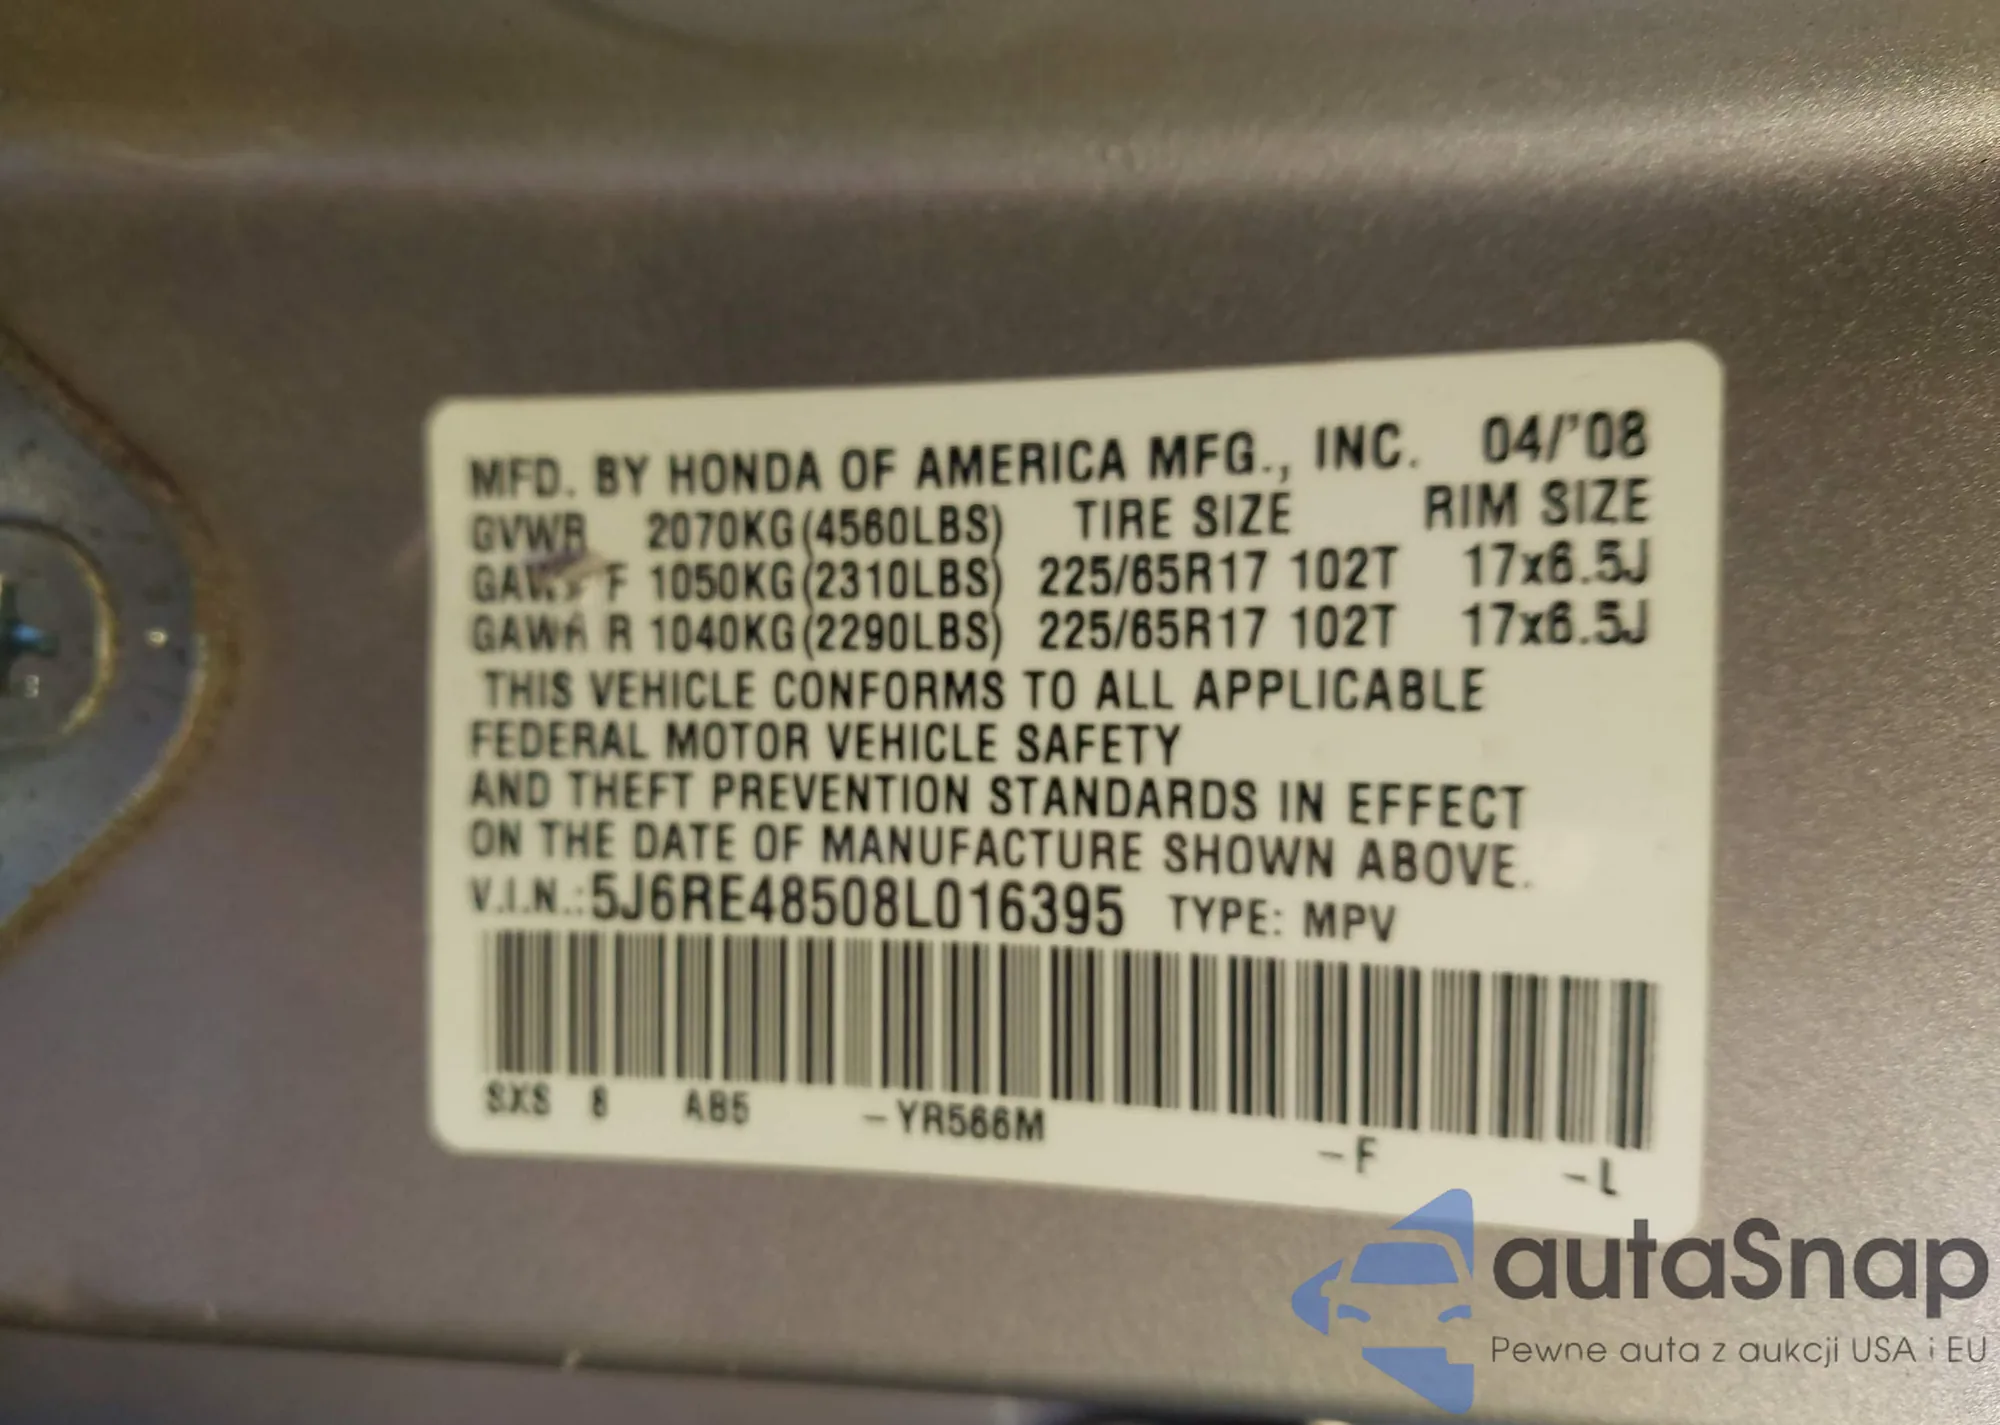 MFD. BY HONDA OF AMERICA MFG., INC. 04/'08
GVWR 2070KG(4560LBS) TIRE SIZE RIM SIZE
GAWR F 1050KG(2310LBS) 225/65R17 102T 17x6.5J
GAWR R 1040KG(2290LBS) 225/65R17 102T 17x6.5J
THIS VEHICLE CONFORMS TO ALL APPLICABLE
FEDERAL MOTOR VEHICLE SAFETY
AND THEFT PREVENTION STANDARDS IN EFFECT
ON THE DATE OF MANUFACTURE SHOWN ABOVE.
V.I.N.:5J6RE48508L016395 TYPE: MPV
SXS 8 AB5 -YR566M -F -L
autaSnap
Pewne auta z aukcji USA i EU